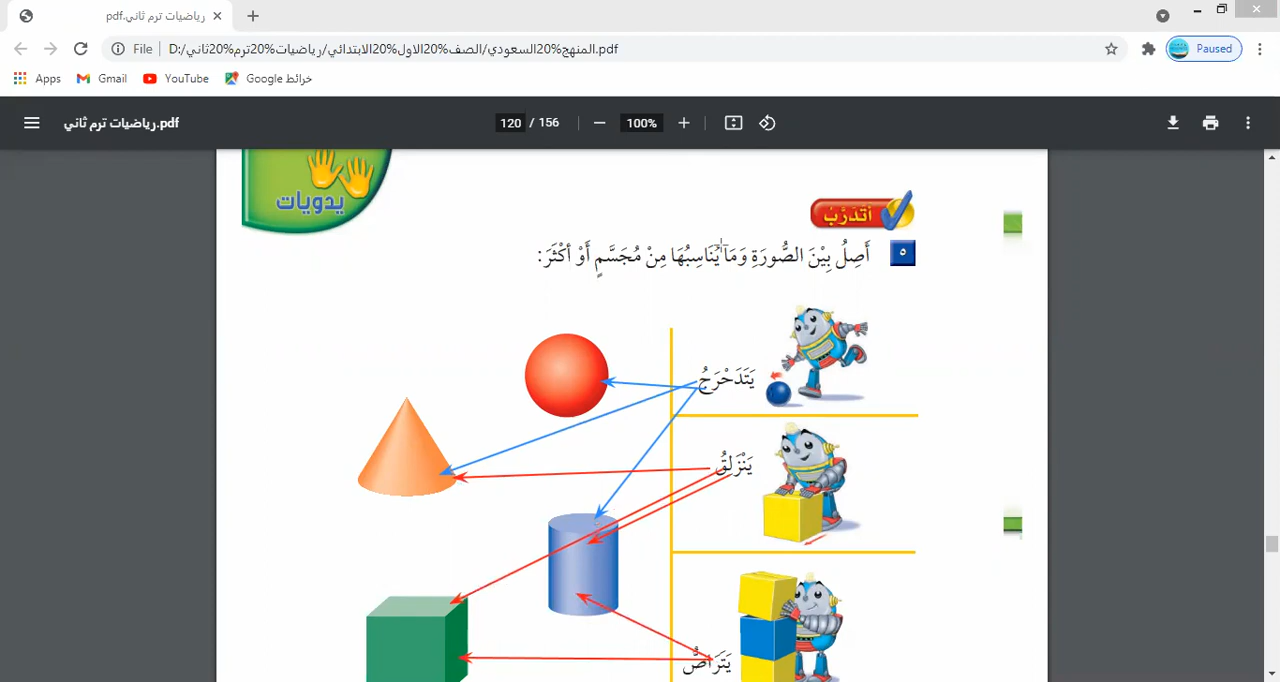 رياضيات ترم ثاني.pdf
File
D:/المنهج%20السعودي/الصف%20الاول%20الابتدائي/رياضيات%20ترم%20ثاني.pdf
Paused
Apps
Gmail
YouTube
خرائط Google
رياضيات ترم ثاني.pdf
120 / 156
100%
يدويات
أَتَدَرَّبُ
٥ أَصِلُ بَيْنَ الصُّورَةِ وَمَا يُنَاسِبُهَا مِنْ مُجَسَّمٍ أَوْ أَكْثَرَ:
يَتَدَحْرَجُ
يَنْزَلِقُ
يَتَرَاصُّ